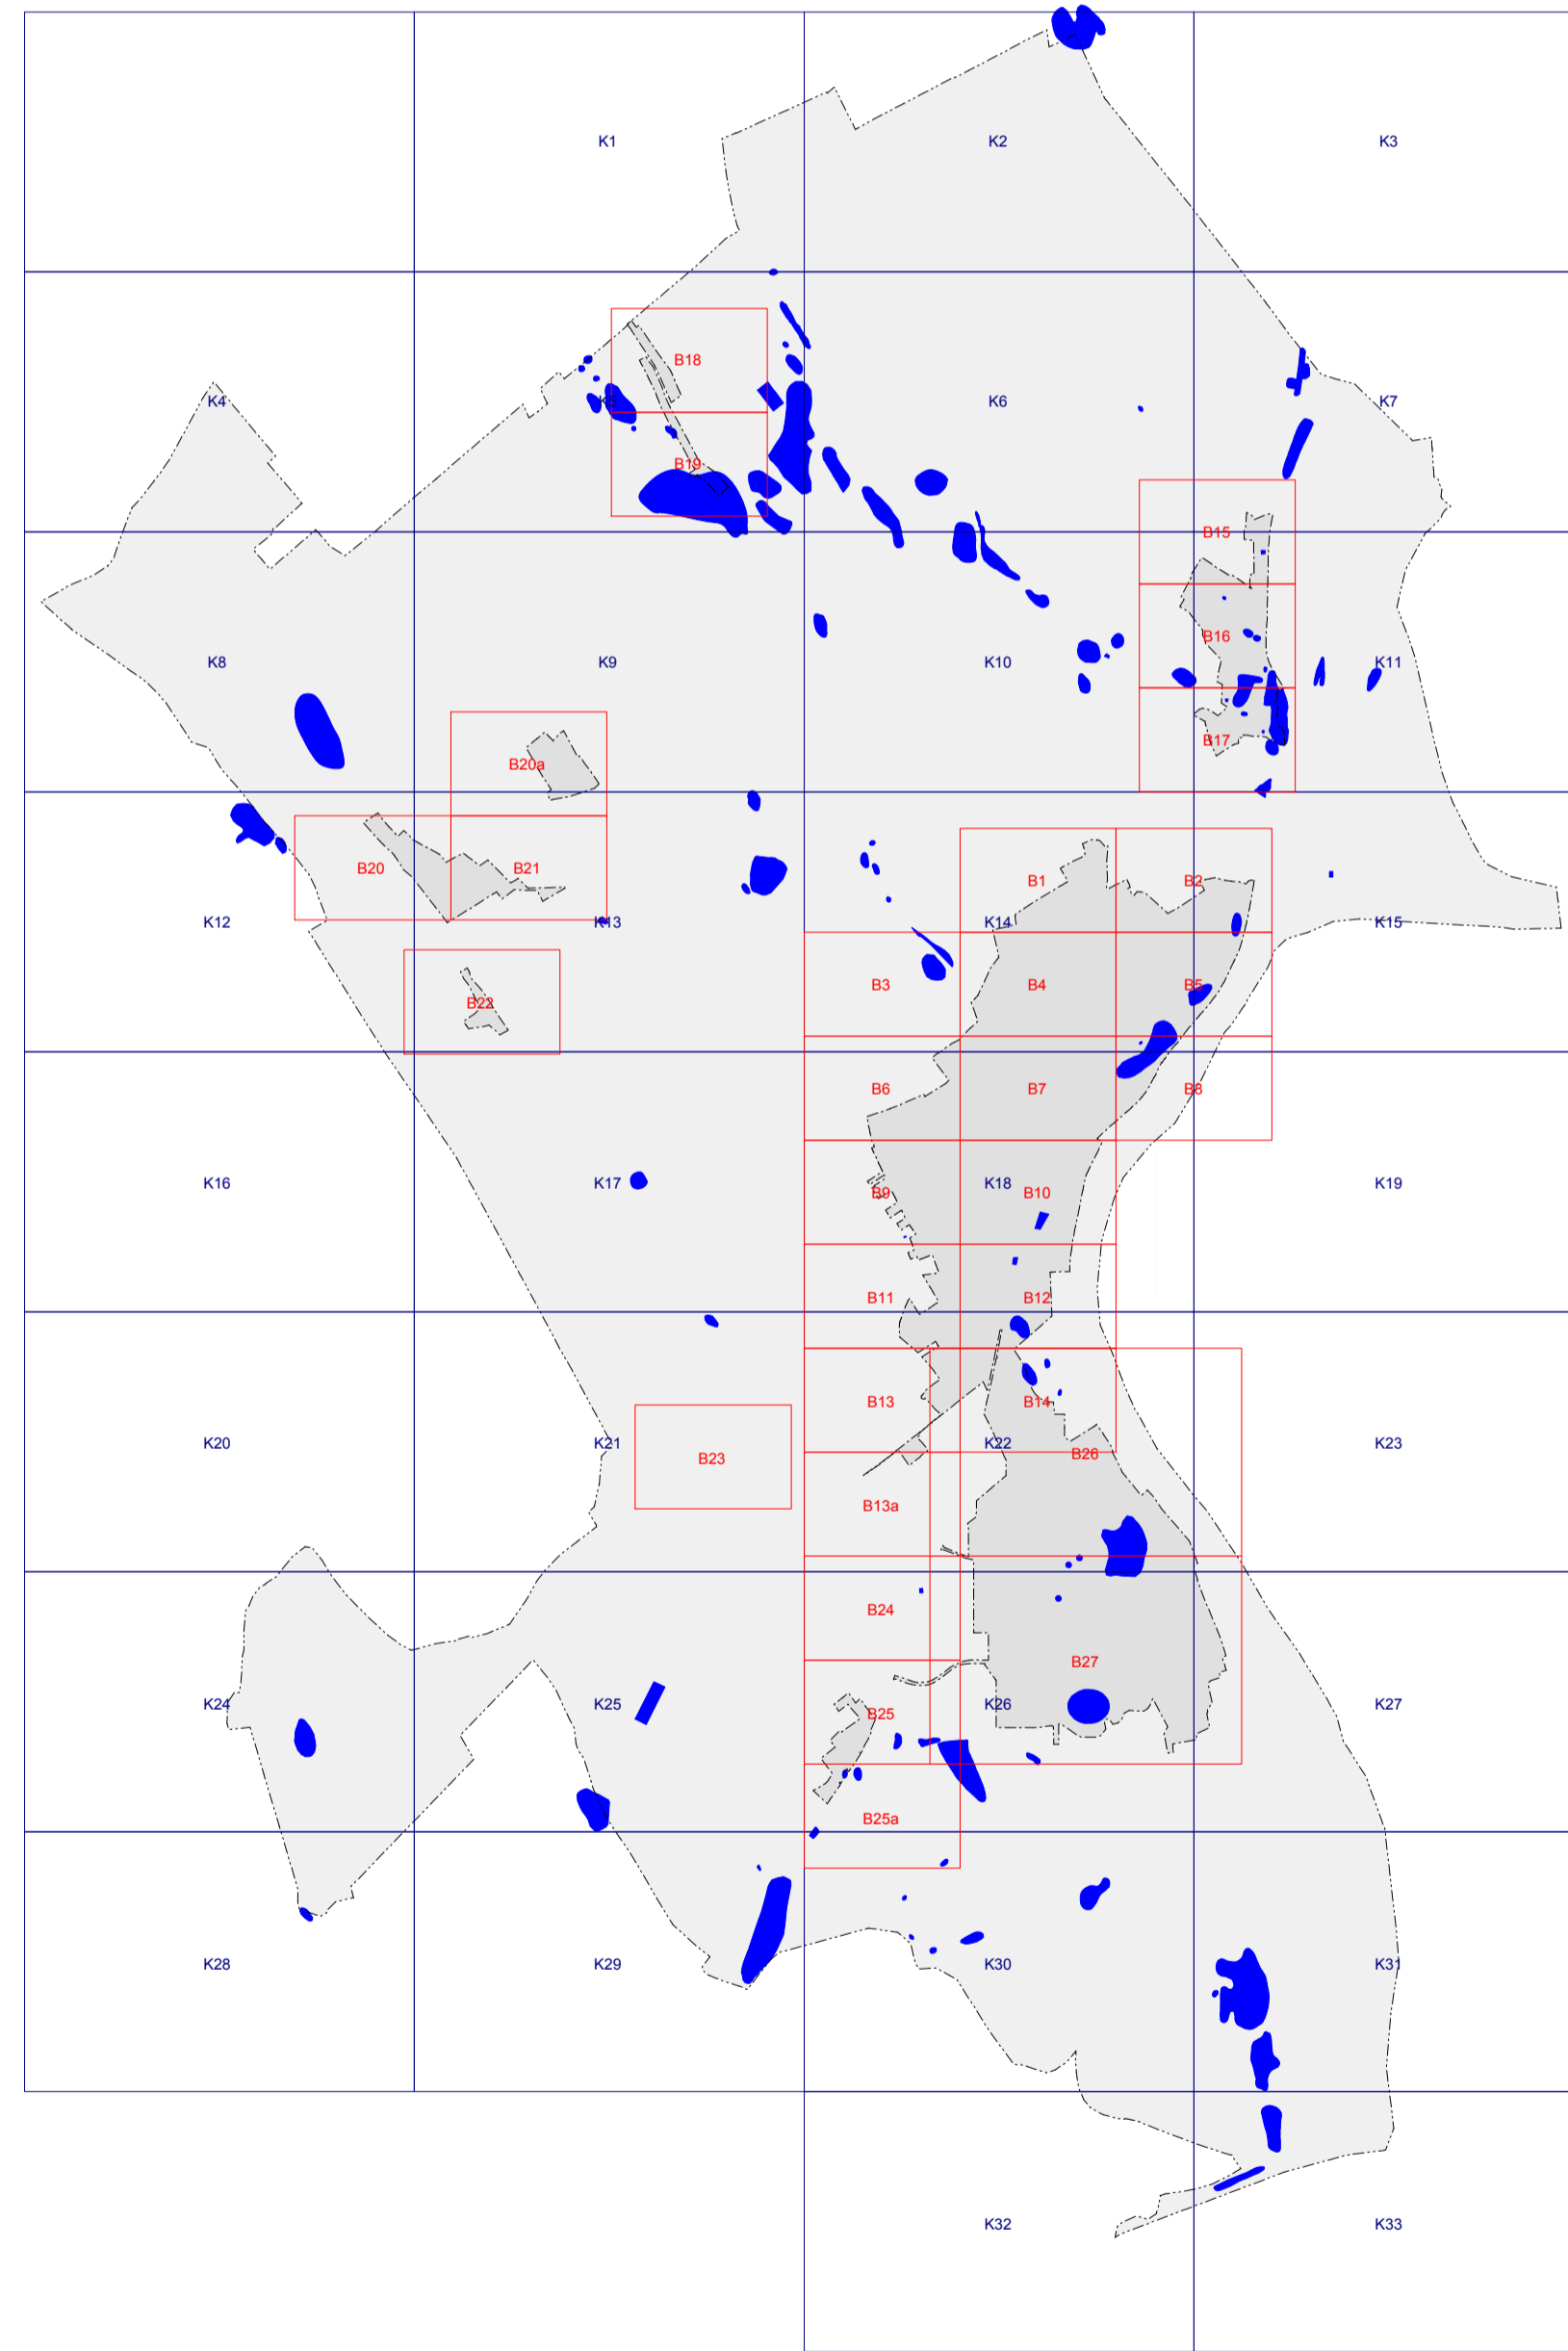 K1 K2 K3
B18
K4 K5 K6 K7
B19
B15
B16
K8 K9 K10 K11
B17
B20a
B20 B21 B1 B2
K12 K13 K14 K15
B3 B4 B5
B22
B6 B7 B8
K16 K17 K18 K19
B9 B10
B11 B12
B13 B14
K20 K21 K22 K23
B23 B26
B13a
B24
B27
K24 K25 K26 K27
B25
B25a
K28 K29 K30 K31
K32 K33